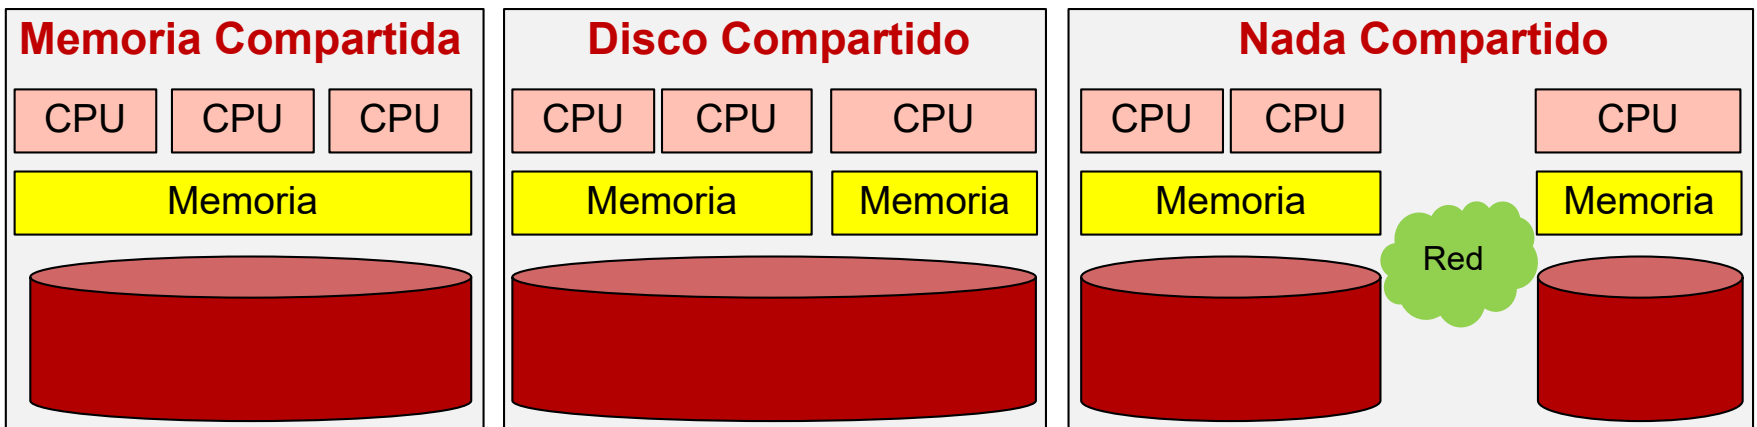 Memoria Compartida
CPU CPU CPU
Memoria
Disco Compartido
CPU CPU CPU
Memoria Memoria
Nada Compartido
CPU CPU CPU
Memoria Memoria
Red